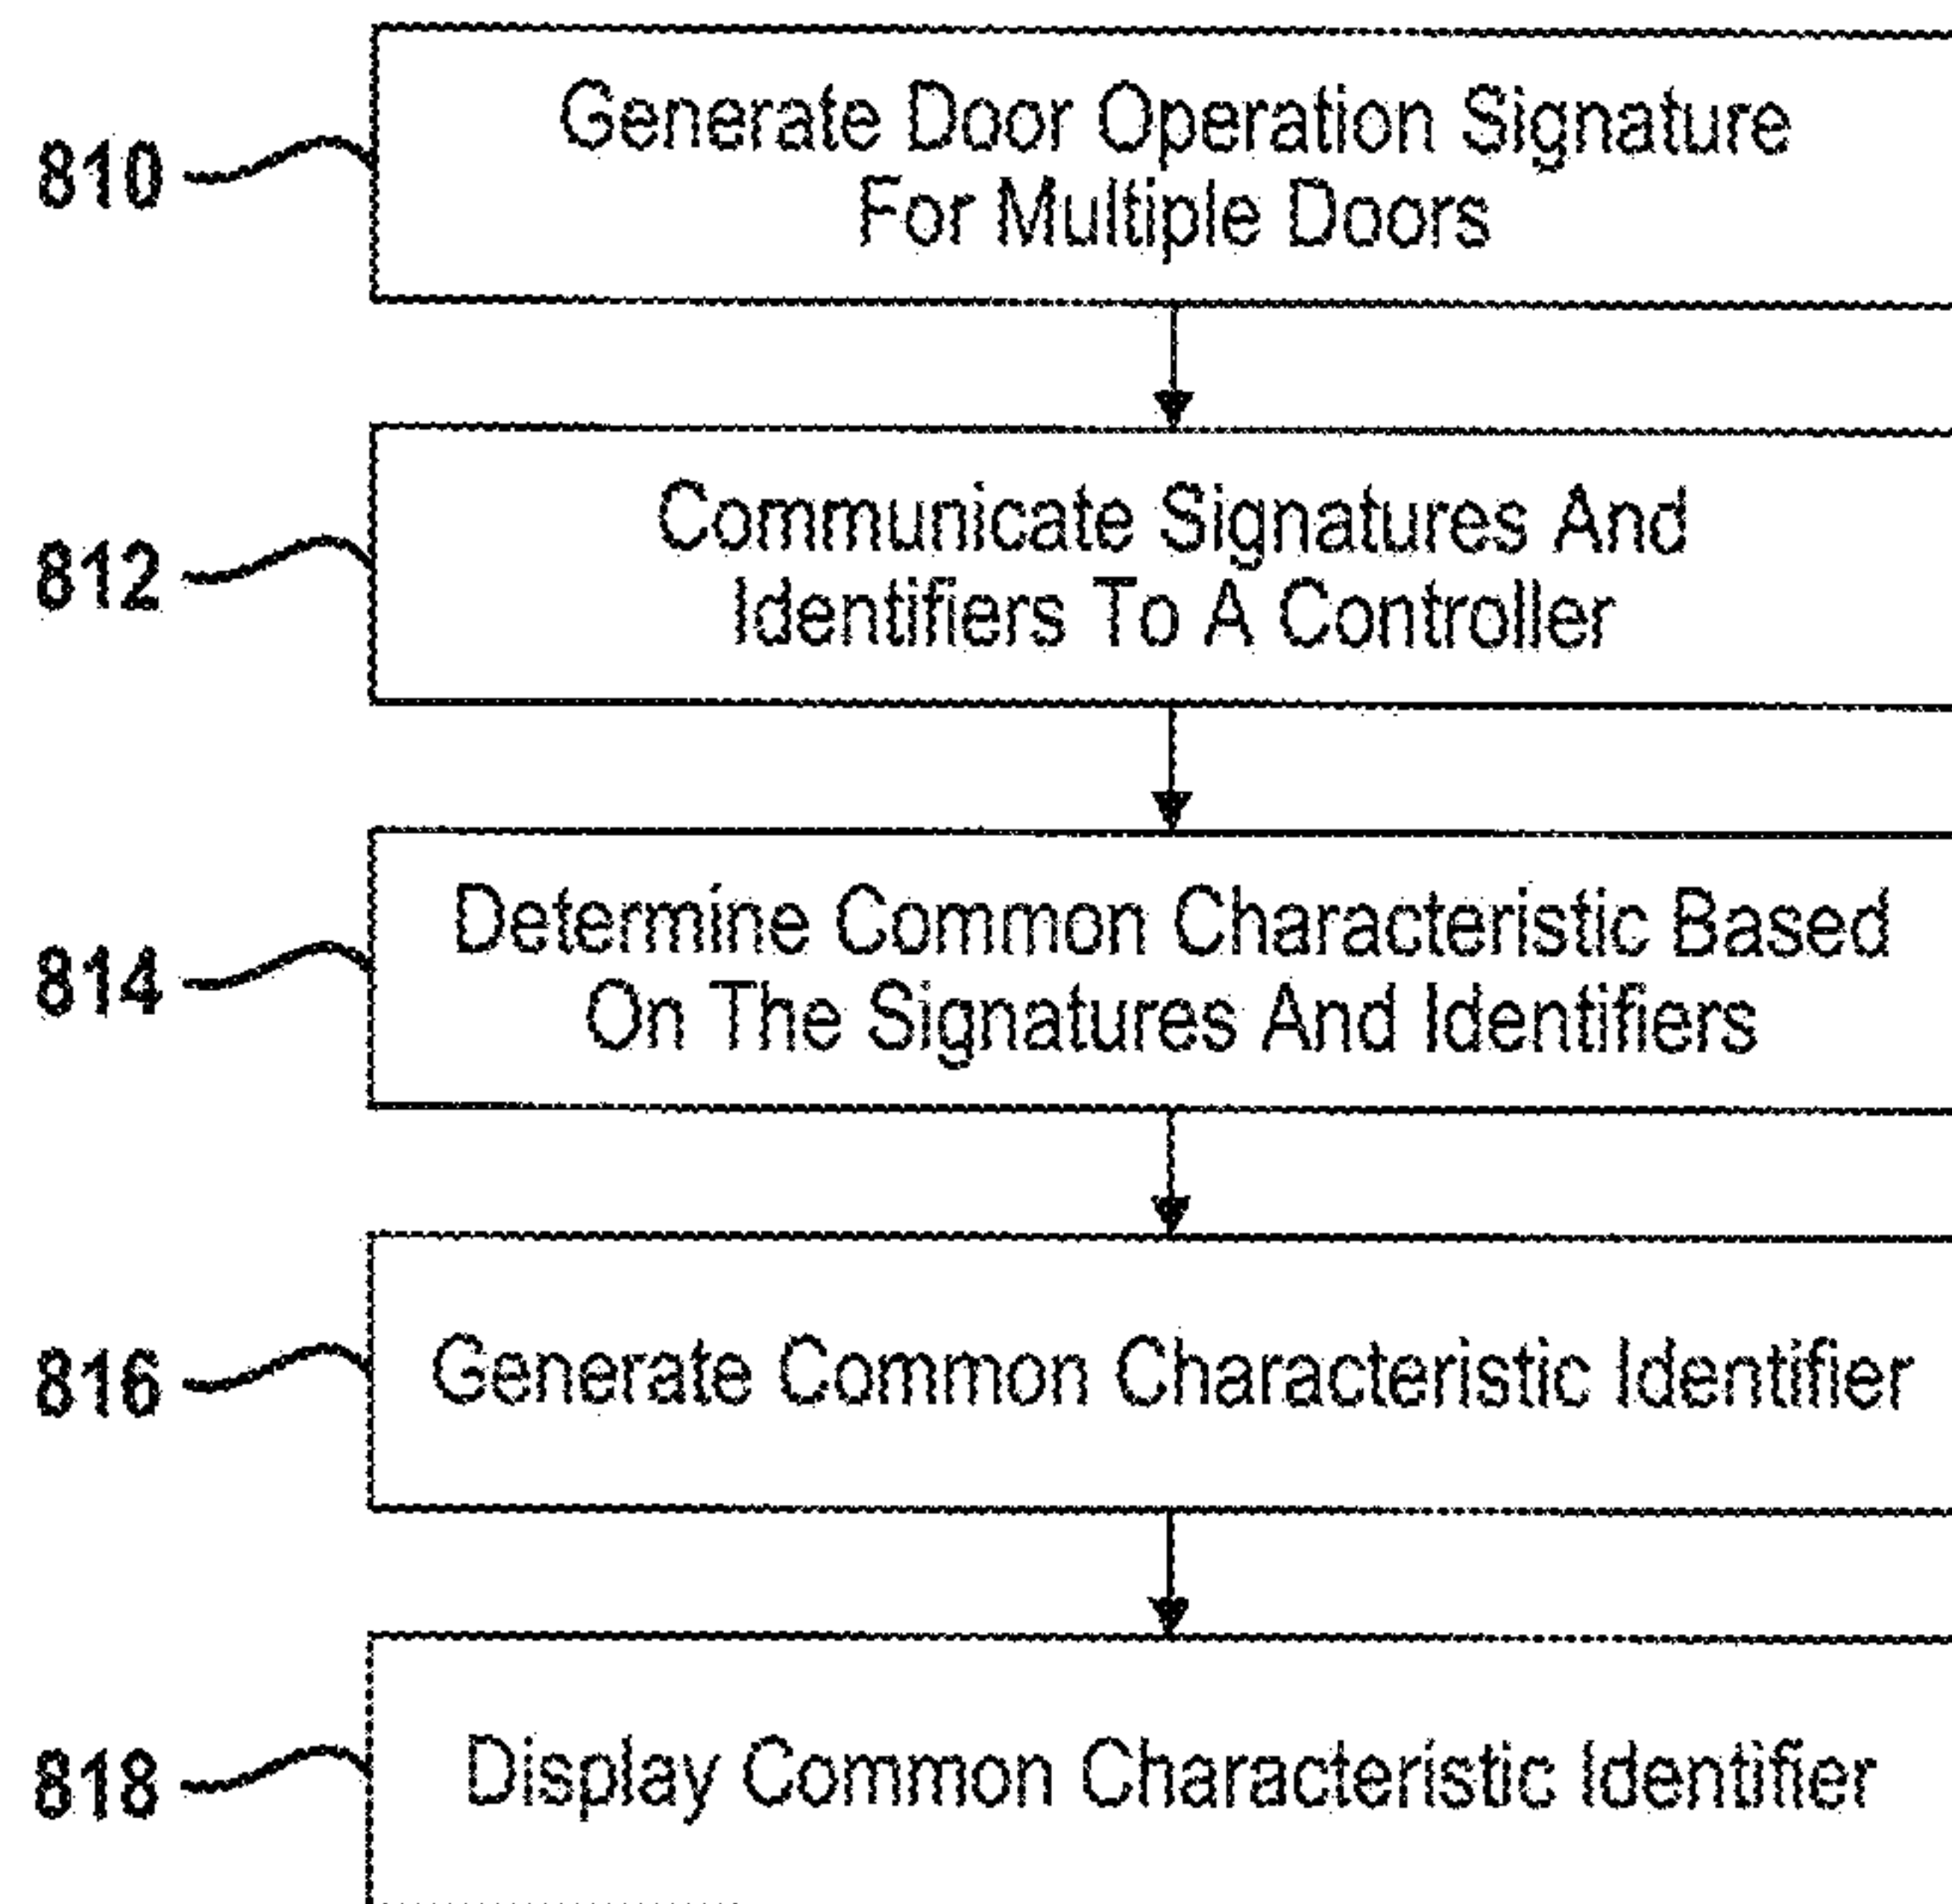 810
Generate Door Operation Signature
For Multiple Doors
812
Communicate Signatures And
Identifiers To A Controller
814
Determine Common Characteristic Based
On The Signatures And Identifiers
816
Generate Common Characteristic Identifier
818
Display Common Characteristic Identifier